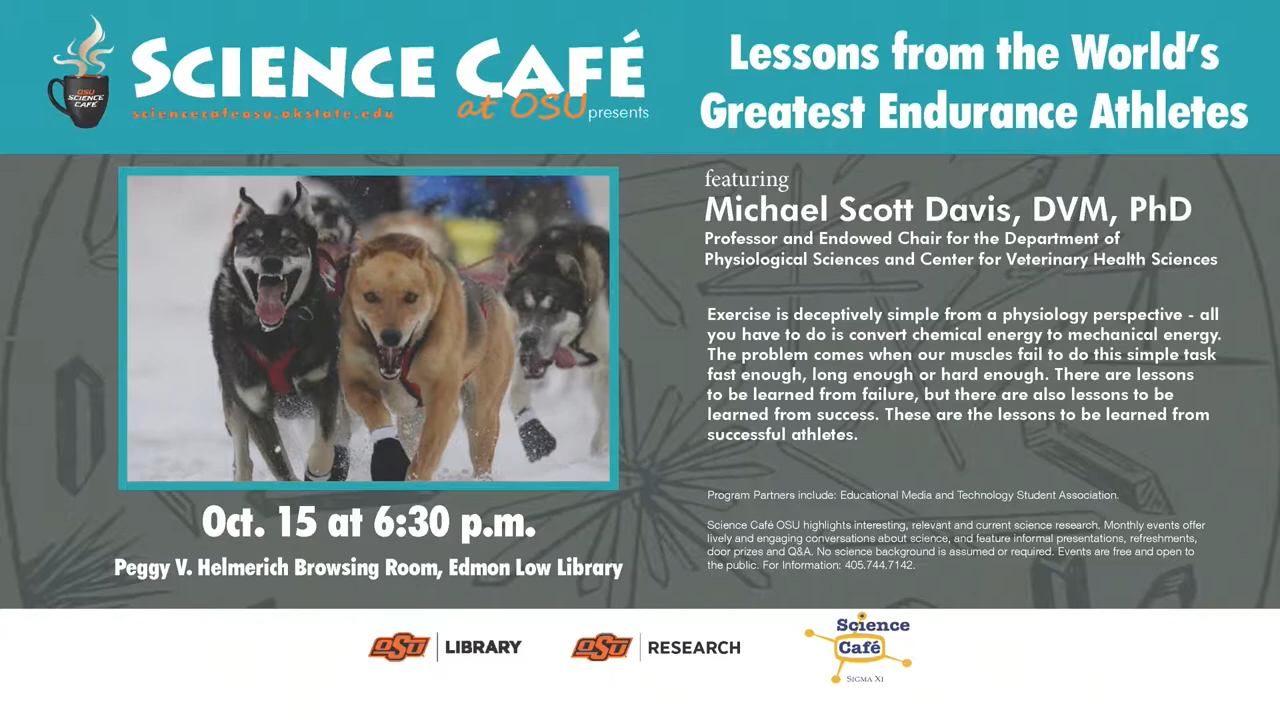 OSU
SCIENCE
CAFÉ
SCIENCE CAFÉ
at OSU presents
sciencecafeosu.okstate.edu
Lessons from the World's
Greatest Endurance Athletes
featuring
Michael Scott Davis, DVM, PhD
Professor and Endowed Chair for the Department of
Physiological Sciences and Center for Veterinary Health Sciences
Exercise is deceptively simple from a physiology perspective - all
you have to do is convert chemical energy to mechanical energy.
The problem comes when our muscles fail to do this simple task
fast enough, long enough or hard enough. There are lessons
to be learned from failure, but there are also lessons to be
learned from success. These are the lessons to be learned from
successful athletes.
Oct. 15 at 6:30 p.m.
Peggy V. Helmerich Browsing Room, Edmon Low Library
Program Partners include: Educational Media and Technology Student Association.
Science Café OSU highlights interesting, relevant and current science research. Monthly events offer
lively and engaging conversations about science, and feature informal presentations, refreshments,
door prizes and Q&A. No science background is assumed or required. Events are free and open to
the public. For Information: 405.744.7142.
OSU LIBRARY
OSU RESEARCH
Science
Café
SIGMA XI